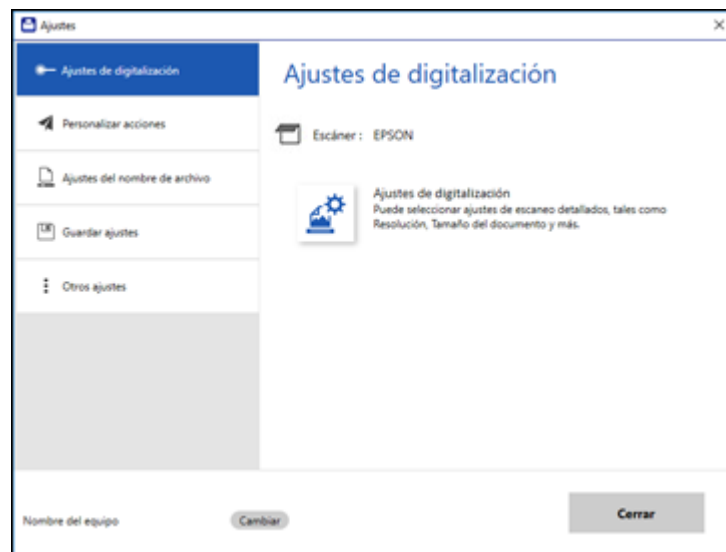 Ajustes
Ajustes de digitalización
Personalizar acciones
Ajustes del nombre de archivo
Guardar ajustes
Otros ajustes
Ajustes de digitalización
Escáner : EPSON
Ajustes de digitalización
Puede seleccionar ajustes de escaneo detallados, tales como
Resolución, Tamaño del documento y más.
Nombre del equipo
Cambiar
Cerrar